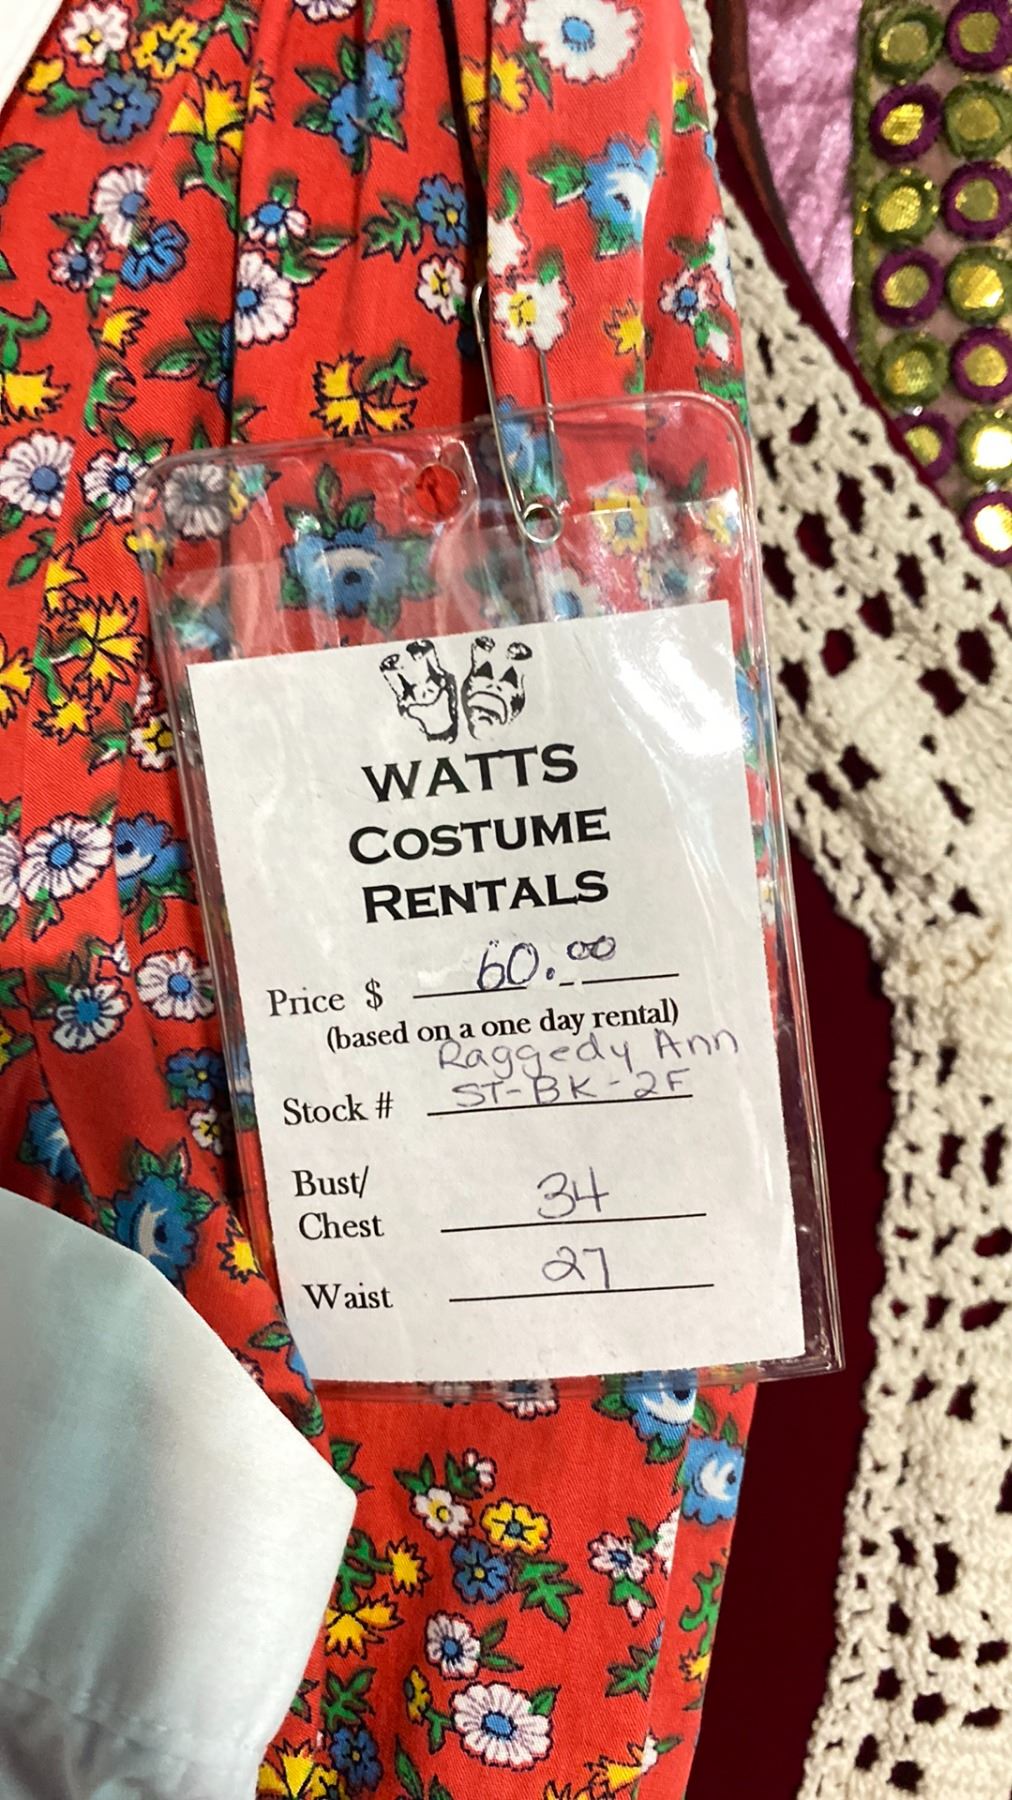 WATTS
COSTUME
RENTALS
Price $ 60.00
(based on a one day rental)
Raggedy Ann
Stock # ST-BK-2F
Bust/
Chest 34
Waist 27